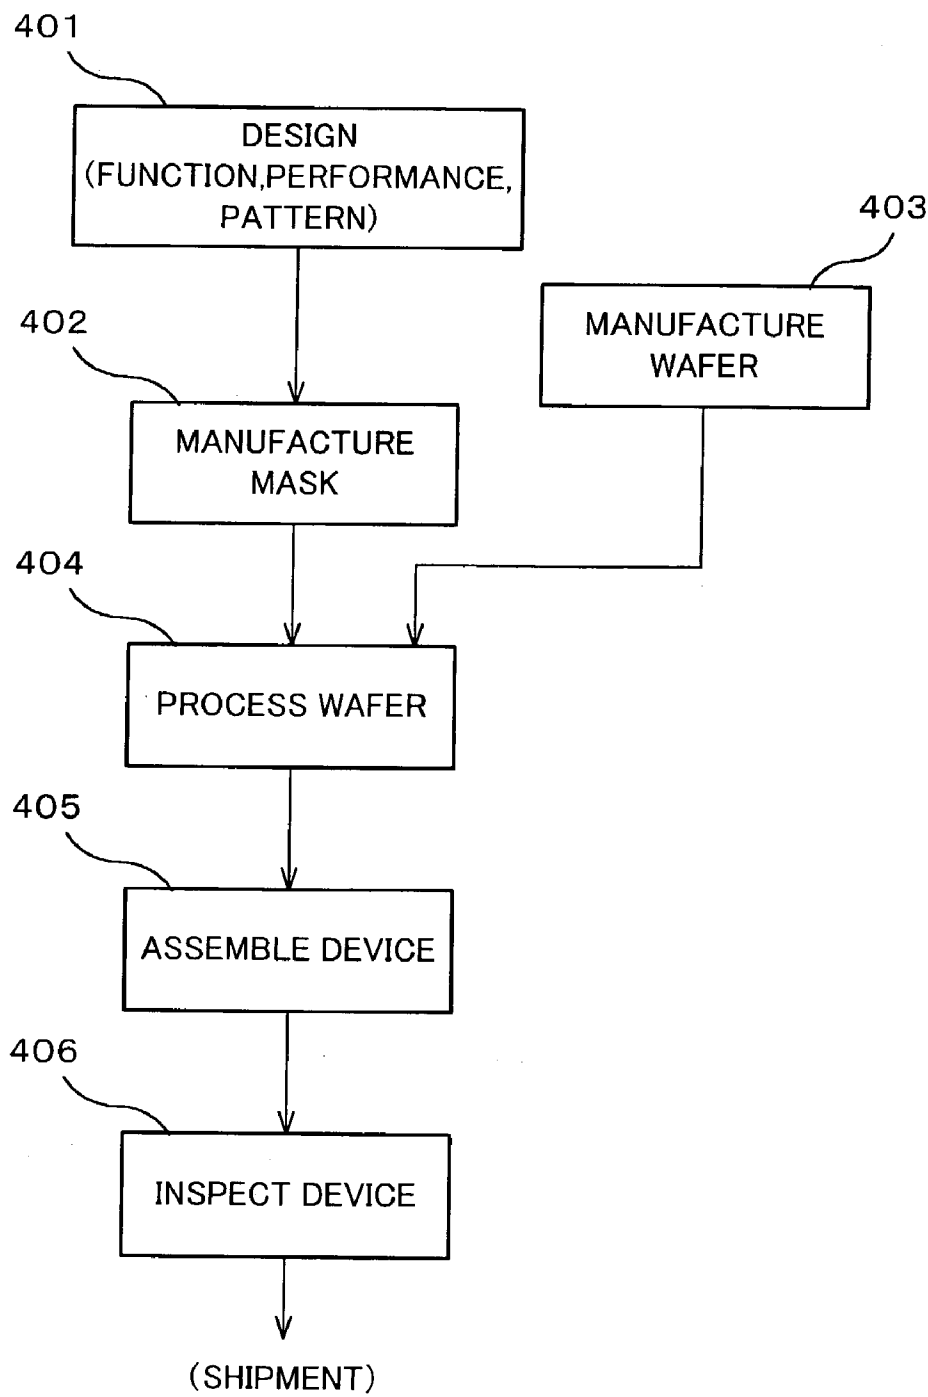 401
DESIGN
(FUNCTION,PERFORMANCE,
PATTERN)
403
MANUFACTURE
WAFER
402
MANUFACTURE
MASK
404
PROCESS WAFER
405
ASSEMBLE DEVICE
406
INSPECT DEVICE
(SHIPMENT)